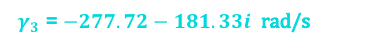 γ₃ = −277.72 − 181.33i rad/s